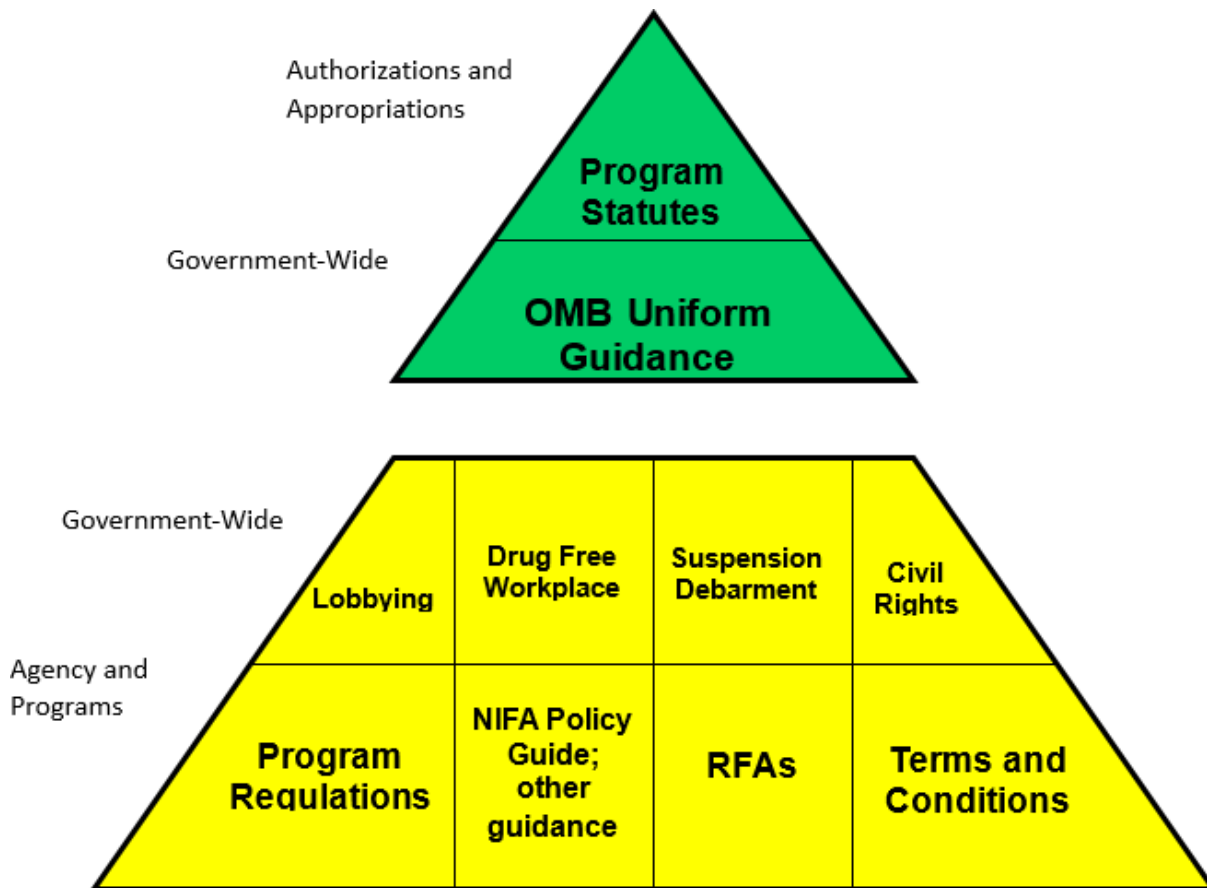 Authorizations and
Appropriations
Program
Statutes
Government-Wide
OMB Uniform
Guidance
Government-Wide
Lobbying
Drug Free
Workplace
Suspension
Debarment
Civil
Rights
Agency and
Programs
Program
Regulations
NIFA Policy
Guide;
other
guidance
RFAs
Terms and
Conditions